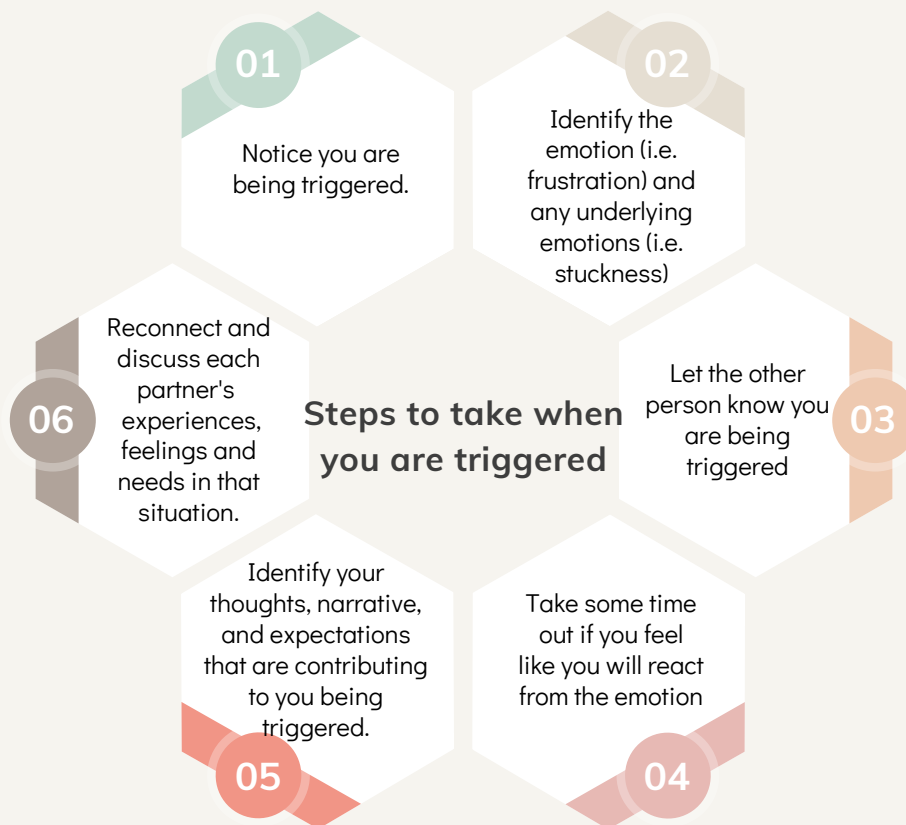 Steps to take when
you are triggered
01
Notice you are
being triggered.
02
Identify the
emotion (i.e.
frustration) and
any underlying
emotions (i.e.
stuckness)
03
Let the other
person know you
are being
triggered
04
Take some time
out if you feel
like you will react
from the emotion
05
Identify your
thoughts, narrative,
and expectations
that are contributing
to you being
triggered.
06
Reconnect and
discuss each
partner's
experiences,
feelings and
needs in that
situation.